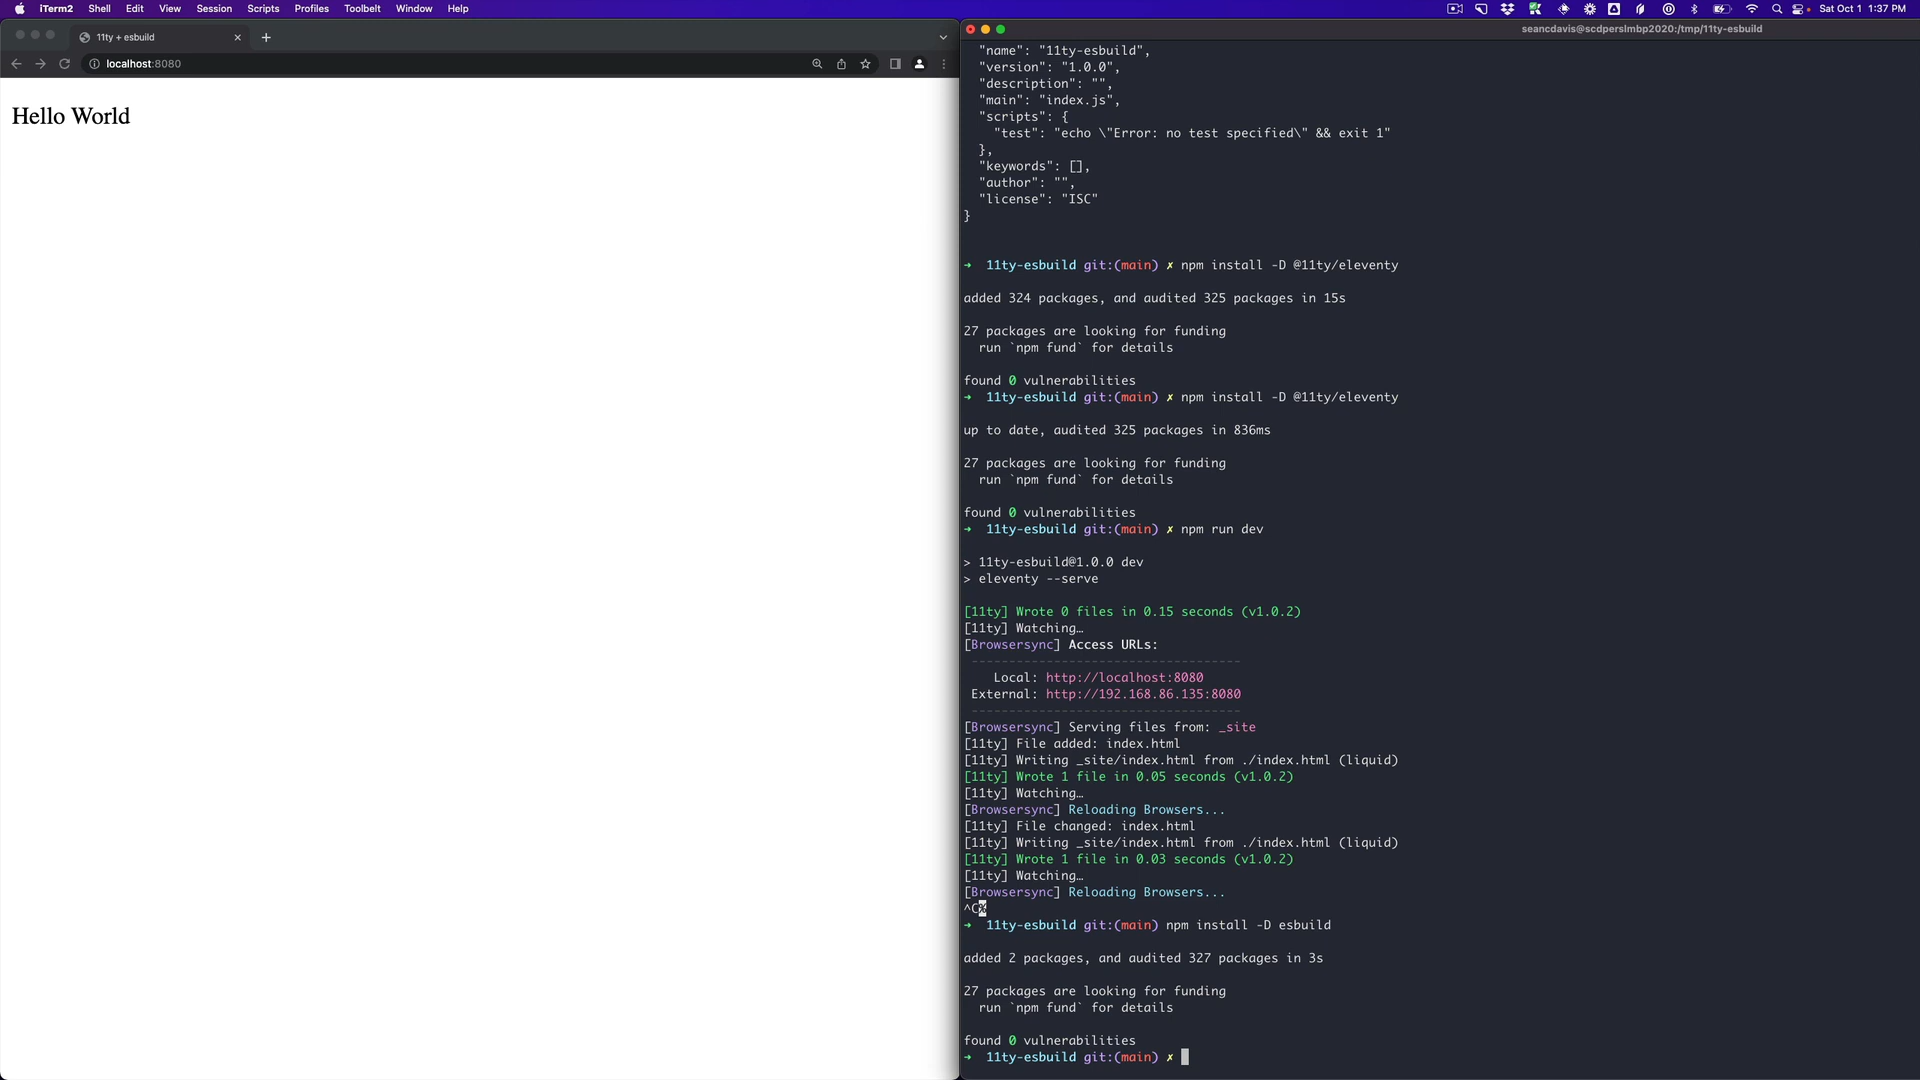 iTerm2 Shell Edit View Session Scripts Profiles Toolbelt Window Help
Sat Oct 1 1:37 PM
11ty + esbuild
localhost:8080
Hello World
seancdavis@scdperslmbp2020:/tmp/11ty-esbuild
"name": "11ty-esbuild",
"version": "1.0.0",
"description": "",
"main": "index.js",
"scripts": {
"test": "echo \"Error: no test specified\" && exit 1"
},
"keywords": [],
"author": "",
"license": "ISC"
}
→ 11ty-esbuild git:(main) ✗ npm install -D @11ty/eleventy
added 324 packages, and audited 325 packages in 15s
27 packages are looking for funding
run `npm fund` for details
found 0 vulnerabilities
→ 11ty-esbuild git:(main) ✗ npm install -D @11ty/eleventy
up to date, audited 325 packages in 836ms
27 packages are looking for funding
run `npm fund` for details
found 0 vulnerabilities
→ 11ty-esbuild git:(main) ✗ npm run dev
> 11ty-esbuild@1.0.0 dev
> eleventy --serve
[11ty] Wrote 0 files in 0.15 seconds (v1.0.2)
[11ty] Watching…
[Browsersync] Access URLs:
------------------------------------
Local: http://localhost:8080
External: http://192.168.86.135:8080
------------------------------------
[Browsersync] Serving files from: _site
[11ty] File added: index.html
[11ty] Writing _site/index.html from ./index.html (liquid)
[11ty] Wrote 1 file in 0.05 seconds (v1.0.2)
[11ty] Watching…
[Browsersync] Reloading Browsers...
[11ty] File changed: index.html
[11ty] Writing _site/index.html from ./index.html (liquid)
[11ty] Wrote 1 file in 0.03 seconds (v1.0.2)
[11ty] Watching…
[Browsersync] Reloading Browsers...
^C%
→ 11ty-esbuild git:(main) npm install -D esbuild
added 2 packages, and audited 327 packages in 3s
27 packages are looking for funding
run `npm fund` for details
found 0 vulnerabilities
→ 11ty-esbuild git:(main) ✗